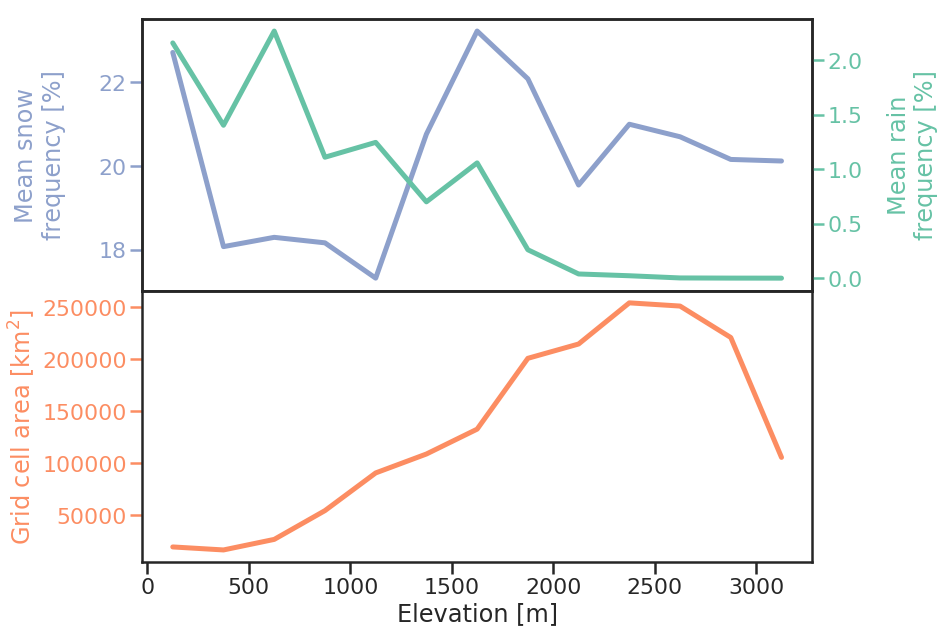 Mean snow
frequency [%]
22
20
18
2.0
1.5
1.0
0.5
0.0
Mean rain
frequency [%]
Grid cell area [km²]
250000
200000
150000
100000
50000
0 500 1000 1500 2000 2500 3000
Elevation [m]